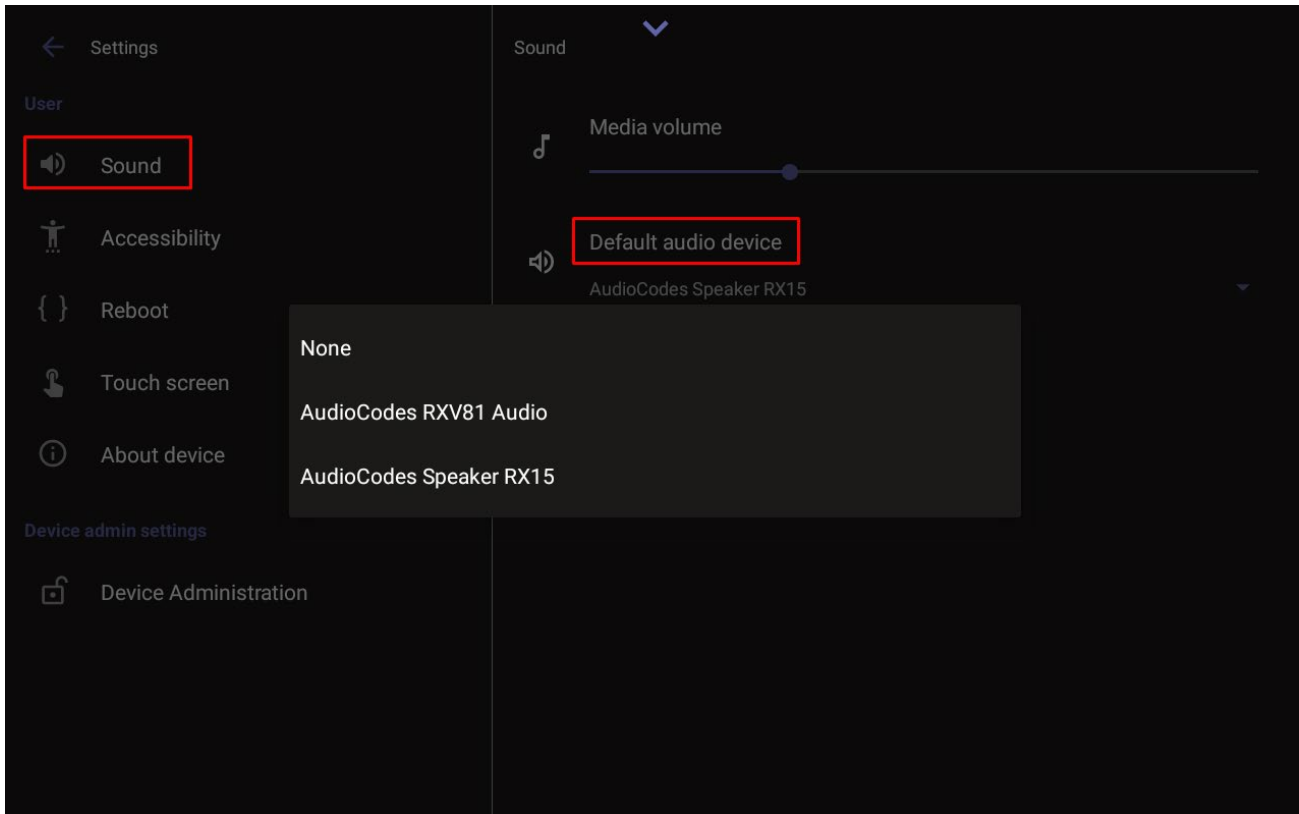 Settings
User
Sound
Accessibility
Reboot
Touch screen
About device
Device admin settings
Device Administration
Sound
Media volume
Default audio device
AudioCodes Speaker RX15
None
AudioCodes RXV81 Audio
AudioCodes Speaker RX15